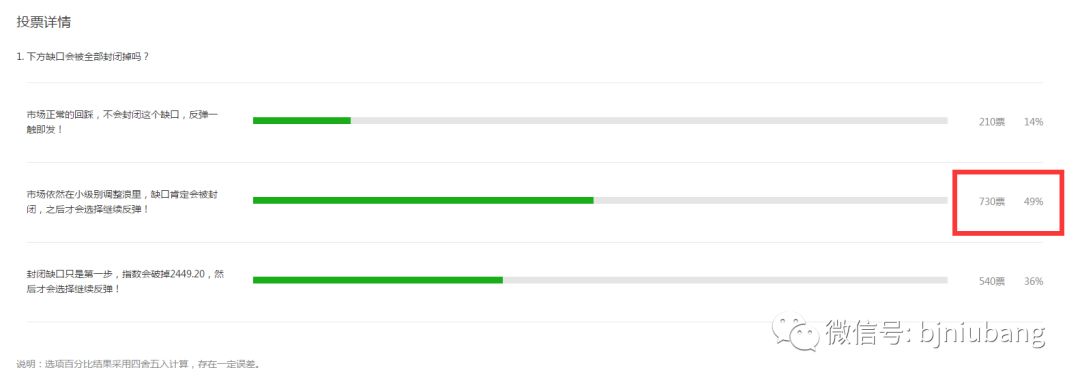 投票详情
1. 下方缺口会被全部封闭掉吗？
市场正常的回踩，不会封闭这个缺口，反弹一
触即发！
210票 14%
市场依然在小级别调整浪里，缺口肯定会被封
闭，之后才会选择继续反弹！
730票 49%
封闭缺口只是第一步，指数会破掉2449.20，然
后才会选择继续反弹！
540票 36%
微信号: bjniubang
说明：选项百分比结果采用四舍五入计算，存在一定误差。